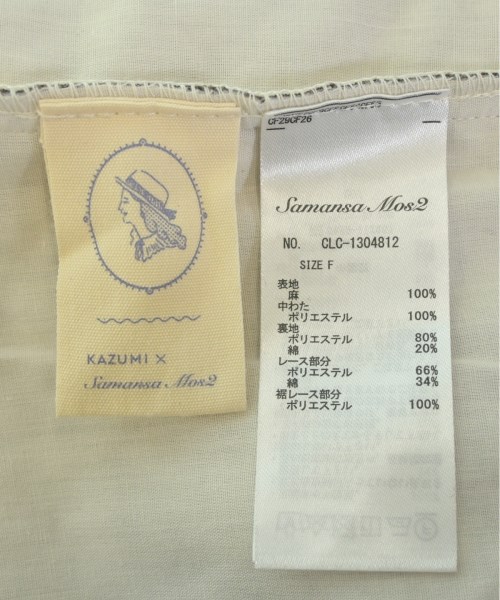 KAZUMI ×
Samansa Mos2
CF29CF26
Samansa Mos2
NO. CLC-1304812
SIZE F
表地
麻 100%
中わた
ポリエステル 100%
裏地
ポリエステル 80%
綿 20%
レース部分
ポリエステル 66%
綿 34%
裾レース部分
ポリエステル 100%